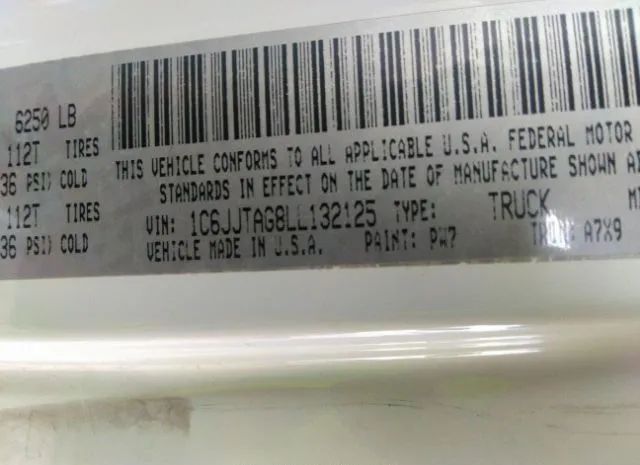 6250 LB
112T TIRES
36 PSI) COLD
112T TIRES
36 PSI) COLD
THIS VEHICLE CONFORMS TO ALL APPLICABLE U.S.A. FEDERAL MOTOR
STANDARDS IN EFFECT ON THE DATE OF MANUFACTURE SHOWN A
VIN: 1C6JJTAG8LL132125 TYPE: TRUCK
VEHICLE MADE IN U.S.A. PAINT: PW7 TRIM: A7X9